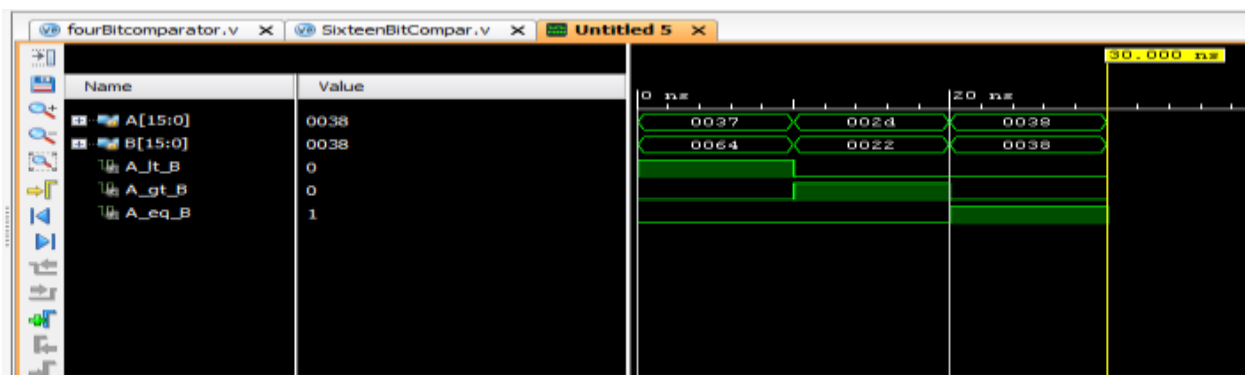 fourBitcomparator.v SixteenBitCompar.v Untitled 5
30.000 ns
Name Value
0 ns 20 ns
A[15:0] 0038 0037 002d 0038
B[15:0] 0038 0064 0022 0038
A_lt_B 0
A_gt_B 0
A_eq_B 1